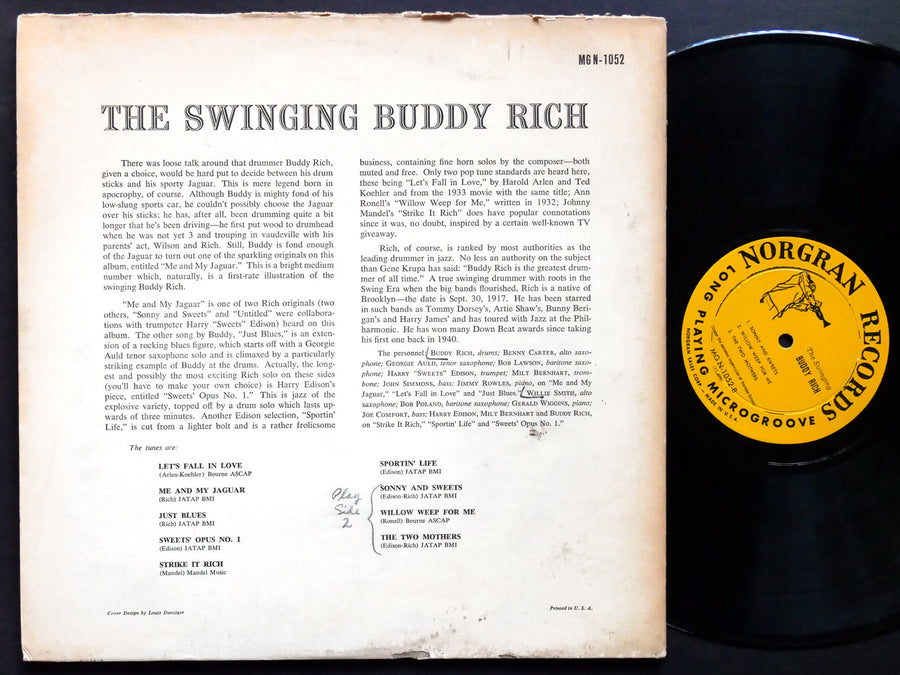 MG N-1052
THE SWINGING BUDDY RICH
There was loose talk around that drummer Buddy Rich,
given a choice, would be hard put to decide between his drum
sticks and his sporty Jaguar. This is mere legend born in
apocrophy, of course. Although Buddy is mighty fond of his
low-slung sports car, he couldn't possibly choose the Jaguar
over his sticks; he has, after all, been drumming quite a bit
longer that he's been driving—he first put wood to drumhead
when he was not yet 3 and trouping in vaudeville with his
parents' act, Wilson and Rich. Still, Buddy is fond enough
of the Jaguar to turn out one of the sparkling originals on this
album, entitled "Me and My Jaguar." This is a bright medium
number which, naturally, is a first-rate illustration of the
swinging Buddy Rich.
"Me and My Jaguar" is one of two Rich originals (two
others, "Sonny and Sweets" and "Untitled" were collabora-
tions with trumpeter Harry "Sweets" Edison) heard on this
album. The other song by Buddy, "Just Blues," is an exten-
sion of a rocking blues figure, which starts off with a Georgie
Auld tenor saxophone solo and is climaxed by a particularly
striking example of Buddy at the drums. Actually, the long-
est and possibly the most exciting Rich solo on these sides
(you'll have to make your own choice) is Harry Edison's
piece, entitled "Sweets' Opus No. 1." This is jazz of the
explosive variety, topped off by a drum solo which lasts up-
wards of three minutes. Another Edison selection, "Sportin'
Life," is cut from a lighter bolt and is a rather frolicsome
business, containing fine horn solos by the composer—both
muted and free. Only two pop tune standards are heard here,
these being "Let's Fall in Love," by Harold Arlen and Ted
Koehler and from the 1933 movie with the same title; Ann
Ronell's "Willow Weep for Me," written in 1932; Johnny
Mandel's "Strike It Rich" does have popular connotations
since it was, no doubt, inspired by a certain well-known TV
giveaway.
Rich, of course, is ranked by most authorities as the
leading drummer in jazz. No less an authority on the subject
than Gene Krupa has said: "Buddy Rich is the greatest drum-
mer of all time." A true swinging drummer with roots in the
Swing Era when the big bands flourished, Rich is a native of
Brooklyn—the date is Sept. 30, 1917. He has been starred
in such bands as Tommy Dorsey's, Artie Shaw's, Bunny Beri-
gan's and Harry James' and has toured with Jazz at the Phil-
harmonic. He has won many Down Beat awards since taking
his first one back in 1940.
The personnel: BUDDY RICH, drums; BENNY CARTER, alto saxo-
phone; GEORGIE AULD, tenor saxophone; BOB LAWSON, baritone saxo-
phone; HARRY "SWEETS" EDISON, trumpet; MILT BERNHART, trom-
bone; JOHN SIMMONS, bass; JIMMY ROWLES, piano, on "Me and My
Jaguar," "Let's Fall in Love" and "Just Blues." WILLIE SMITH, alto
saxophone; BOB POLAND, baritone saxophone; GERALD WIGGINS, piano;
JOE COMFORT, bass; HARRY EDISON, MILT BERNHART and BUDDY RICH,
on "Strike It Rich," "Sportin' Life" and "Sweets' Opus No. 1."
The tunes are:
LET'S FALL IN LOVE
(Arlen-Koehler) Bourne ASCAP
ME AND MY JAGUAR
(Rich) JATAP BMI
JUST BLUES
(Rich) JATAP BMI
SWEETS' OPUS NO. 1
(Edison) JATAP BMI
STRIKE IT RICH
(Mandel) Mandel Music
SPORTIN' LIFE
(Edison) JATAP BMI
SONNY AND SWEETS
(Edison-Rich) JATAP BMI
WILLOW WEEP FOR ME
(Ronell) Bourne ASCAP
THE TWO MOTHERS
(Edison-Rich) JATAP BMI
Play
Side
2
Cover Design by Louis Danziger
Printed in U. S. A.
NORGRAN RECORDS
LONG PLAYING MICROGROOVE
NORGRAN SALES CORP. - MADE IN U.S.A.
The Swinging
BUDDY RICH
1. SONNY AND SWEETS
2. WILLOW WEEP FOR ME
3. THE TWO MOTHERS
MG N-1052-B